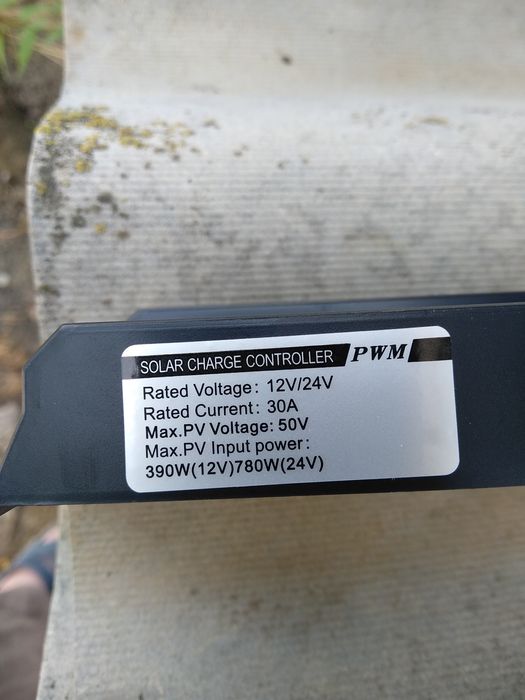 SOLAR CHARGE CONTROLLER PWM
Rated Voltage: 12V/24V
Rated Current: 30A
Max.PV Voltage: 50V
Max.PV Input power:
390W(12V)780W(24V)